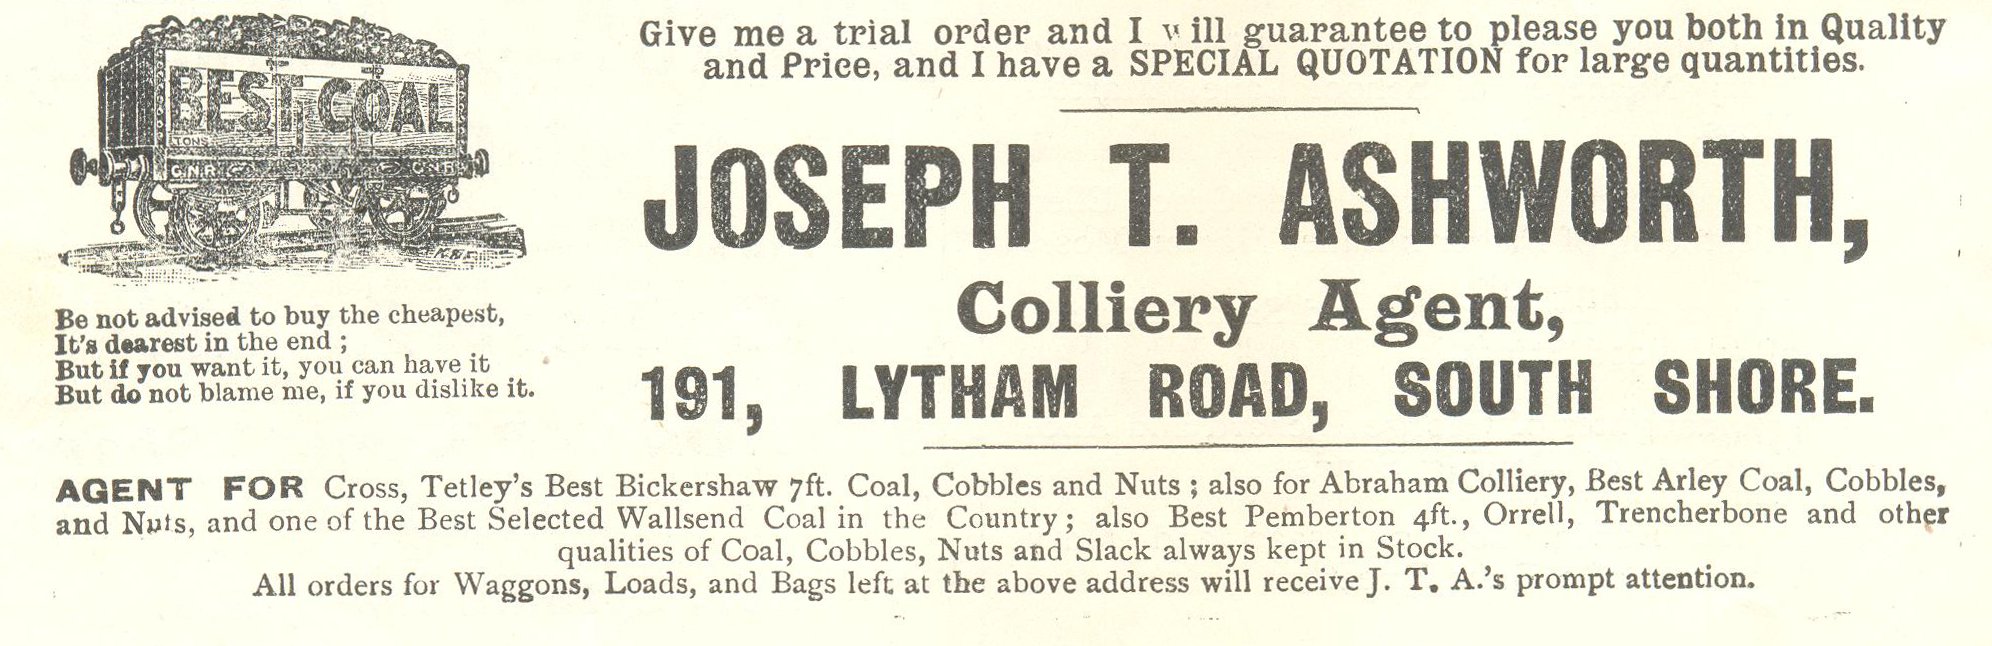 BEST COAL
TONS
G.N.R.
G.N.R.
Be not advised to buy the cheapest,
It's dearest in the end ;
But if you want it, you can have it
But do not blame me, if you dislike it.
Give me a trial order and I will guarantee to please you both in Quality
and Price, and I have a SPECIAL QUOTATION for large quantities.
JOSEPH T. ASHWORTH,
Colliery Agent,
191, LYTHAM ROAD, SOUTH SHORE.
AGENT FOR Cross, Tetley's Best Bickershaw 7ft. Coal, Cobbles and Nuts ; also for Abraham Colliery, Best Arley Coal, Cobbles,
and Nuts, and one of the Best Selected Wallsend Coal in the Country ; also Best Pemberton 4ft., Orrell, Trencherbone and other
qualities of Coal, Cobbles, Nuts and Slack always kept in Stock.
All orders for Waggons, Loads, and Bags left at the above address will receive J. T. A.'s prompt attention.